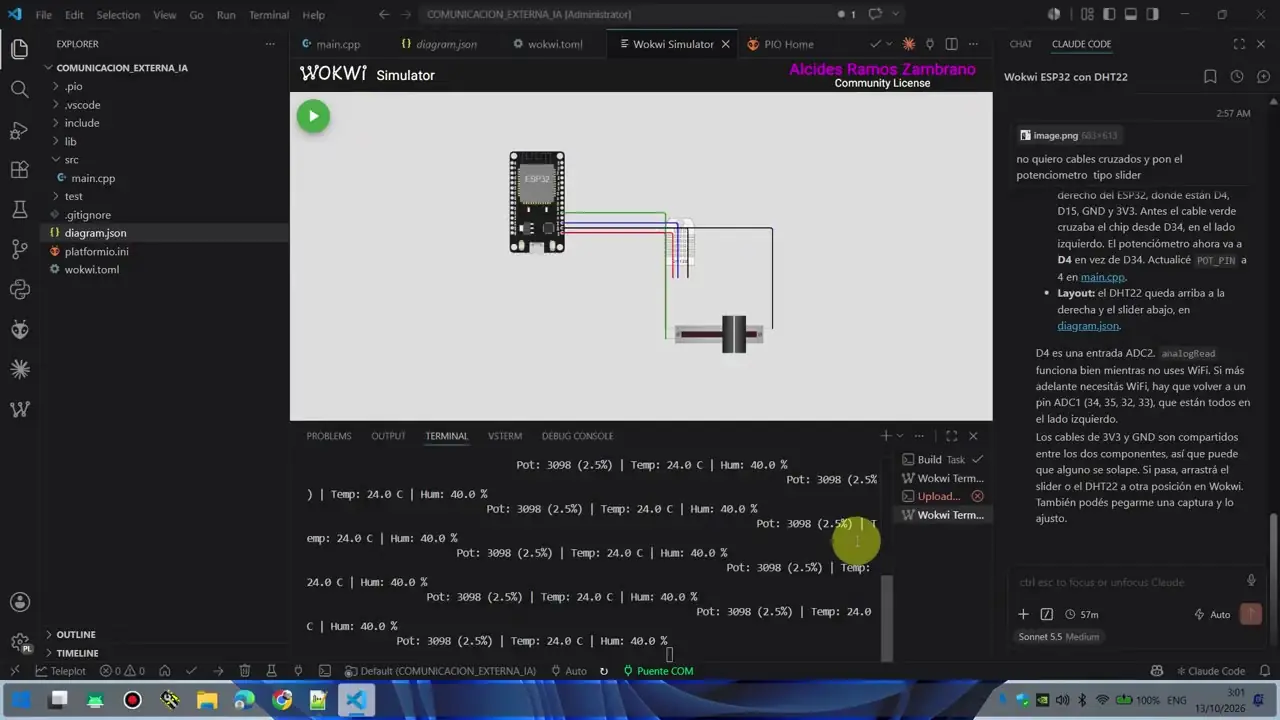 File Edit Selection View Go Run Terminal Help
COMUNICACION_EXTERNA_IA [Administrator]
1
EXPLORER
COMUNICACION_EXTERNA_IA
.pio
.vscode
include
lib
src
main.cpp
test
.gitignore
diagram.json
platformio.ini
wokwi.toml
OUTLINE
TIMELINE
PL
main.cpp
diagram.json
wokwi.toml
Wokwi Simulator
PIO Home
WOKWI Simulator
Alcides Ramos Zambrano
Community License
ESP32
PROBLEMS OUTPUT TERMINAL VSTERM DEBUG CONSOLE
Pot: 3098 (2.5%) | Temp: 24.0 C | Hum: 40.0 %
Pot: 3098 (2.5%
) | Temp: 24.0 C | Hum: 40.0 %
Pot: 3098 (2.5%) | Temp: 24.0 C | Hum: 40.0 %
Pot: 3098 (2.5%) | T
emp: 24.0 C | Hum: 40.0 %
Pot: 3098 (2.5%) | Temp: 24.0 C | Hum: 40.0 %
Pot: 3098 (2.5%) | Temp:
24.0 C | Hum: 40.0 %
Pot: 3098 (2.5%) | Temp: 24.0 C | Hum: 40.0 %
Pot: 3098 (2.5%) | Temp: 24.0
C | Hum: 40.0 %
Pot: 3098 (2.5%) | Temp: 24.0 C | Hum: 40.0 %
Build Task
Wokwi Term...
Upload...
Wokwi Term...
CHAT CLAUDE CODE
Wokwi ESP32 con DHT22
2:57 AM
image.png 683×613
no quiero cables cruzados y pon el
potenciometro tipo slider
derecho del ESP32, donde están D4,
D15, GND y 3V3. Antes el cable verde
cruzaba el chip desde D34, en el lado
izquierdo. El potenciómetro ahora va a
D4 en vez de D34. Actualicé POT_PIN a
4 en main.cpp.
• Layout: el DHT22 queda arriba a la
derecha y el slider abajo, en
diagram.json.
D4 es una entrada ADC2. analogRead
funciona bien mientras no uses WiFi. Si más
adelante necesitás WiFi, hay que volver a un
pin ADC1 (34, 35, 32, 33), que están todos en
el lado izquierdo.
Los cables de 3V3 y GND son compartidos
entre los dos componentes, así que puede
que alguno se solape. Si pasa, arrastrá el
slider o el DHT22 a otra posición en Wokwi.
También podés pegarme una captura y lo
ajusto.
ctrl esc to focus or unfocus Claude
57m
Auto
Sonnet 5.5 Medium
Teleplot 0 0 Default (COMUNICACION_EXTERNA_IA) Auto Puente COM Claude Code
100% ENG 3:01
13/10/2026